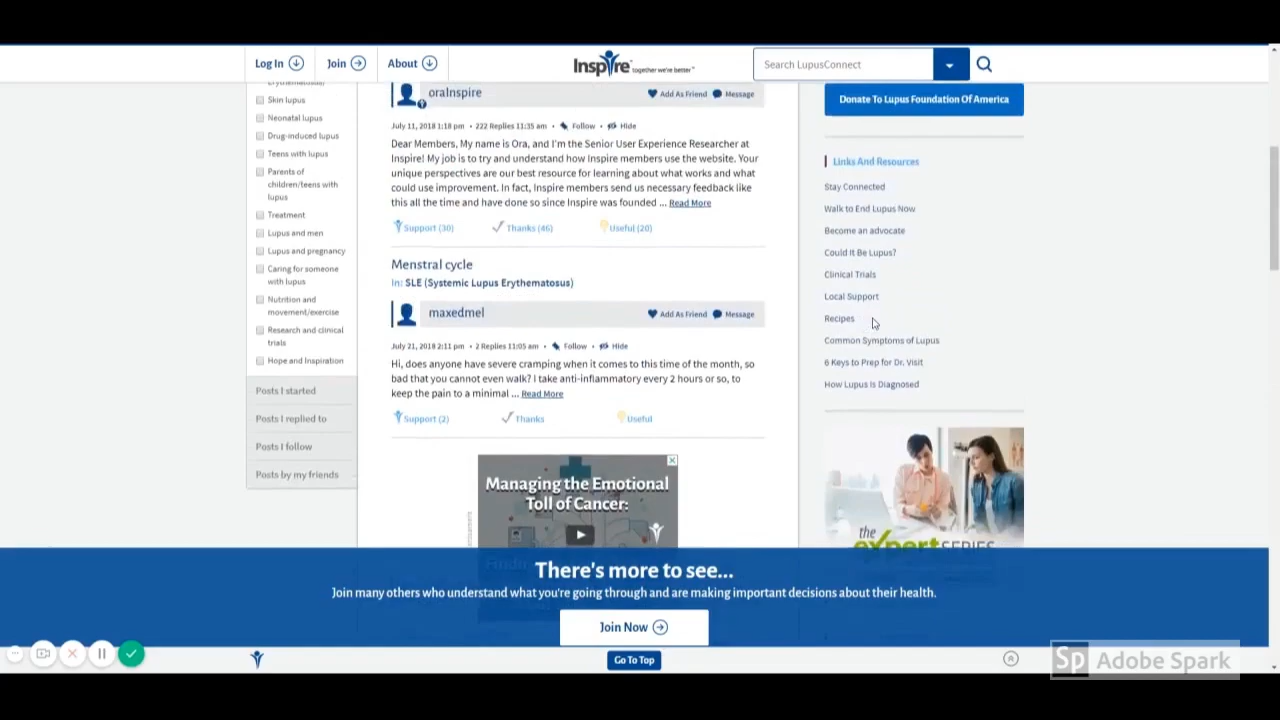 Log In
Join
About
Inspire
together we're better™
Search LupusConnect
Skin lupus
Neonatal lupus
Drug-induced lupus
Teens with lupus
Parents of
children/teens with
lupus
Treatment
Lupus and men
Lupus and pregnancy
Caring for someone
with lupus
Nutrition and
movement/exercise
Research and clinical
trials
Hope and Inspiration
Posts I started
Posts I replied to
Posts I follow
Posts by my friends
oraInspire
Add As Friend Message
July 11, 2018 1:18 pm • 222 Replies 11:35 am • Follow • Hide
Dear Members, My name is Ora, and I'm the Senior User Experience Researcher at
Inspire! My job is to try and understand how Inspire members use the website. Your
unique perspectives are our best resource for learning about what works and what
could use improvement. In fact, Inspire members send us necessary feedback like
this all the time and have done so since Inspire was founded ... Read More
Support (30) Thanks (46) Useful (20)
Menstral cycle
In: SLE (Systemic Lupus Erythematosus)
maxedmel
Add As Friend Message
July 21, 2018 2:11 pm • 2 Replies 11:05 am • Follow • Hide
Hi, does anyone have severe cramping when it comes to this time of the month, so
bad that you cannot even walk? I take anti-inflammatory every 2 hours or so, to
keep the pain to a minimal ... Read More
Support (2) Thanks Useful
Managing the Emotional
Toll of Cancer:
Donate To Lupus Foundation Of America
Links And Resources
Stay Connected
Walk to End Lupus Now
Become an advocate
Could It Be Lupus?
Clinical Trials
Local Support
Recipes
Common Symptoms of Lupus
6 Keys to Prep for Dr. Visit
How Lupus Is Diagnosed
the
expert SERIES
There's more to see...
Join many others who understand what you're going through and are making important decisions about their health.
Join Now
Go To Top
Sp Adobe Spark